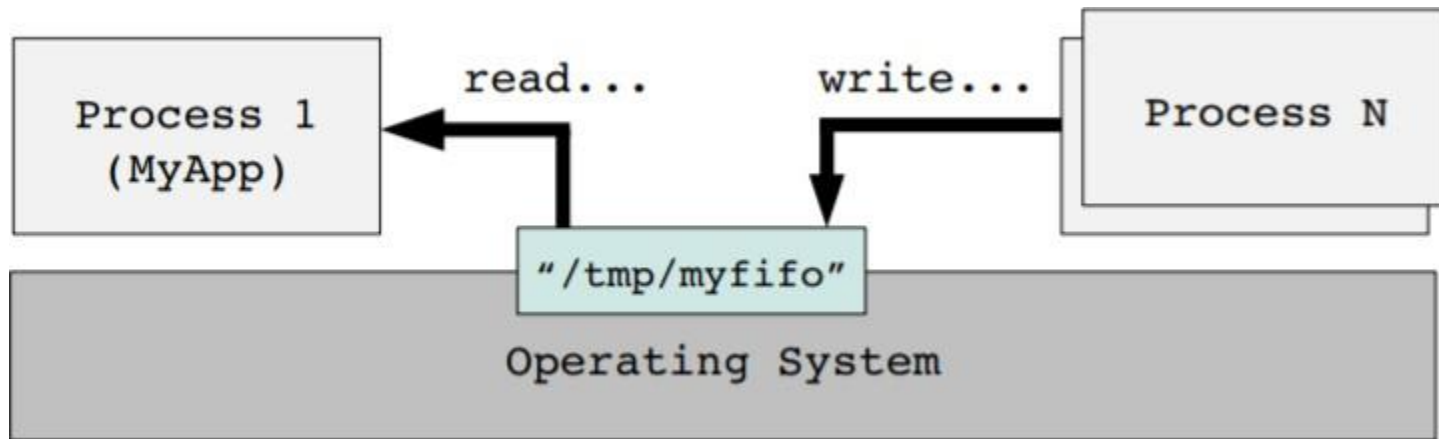 Process 1
(MyApp)
read...
write...
Process N
“/tmp/myfifo”
Operating System